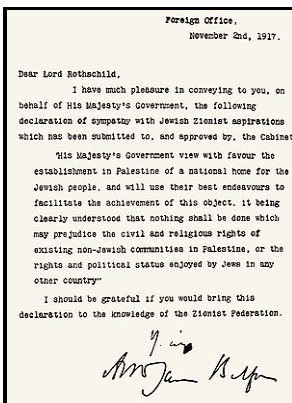 Foreign Office,
November 2nd, 1917.
Dear Lord Rothschild,
I have much pleasure in conveying to you, on
behalf of His Majesty's Government, the following
declaration of sympathy with Jewish Zionist aspirations
which has been submitted to, and approved by, the Cabinet
"His Majesty's Government view with favour the
establishment in Palestine of a national home for the
Jewish people, and will use their best endeavours to
facilitate the achievement of this object, it being
clearly understood that nothing shall be done which
may prejudice the civil and religious rights of
existing non-Jewish communities in Palestine, or the
rights and political status enjoyed by Jews in any
other country"
I should be grateful if you would bring this
declaration to the knowledge of the Zionist Federation.